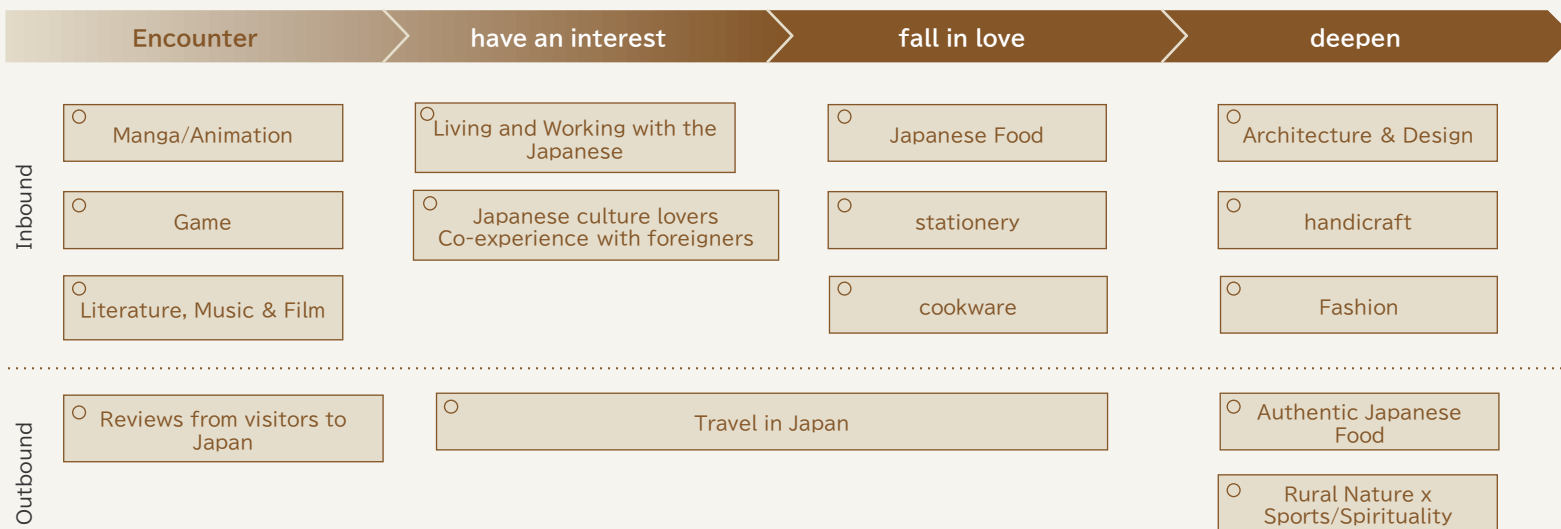 Encounter
have an interest
fall in love
deepen
Inbound
Manga/Animation
Living and Working with the
Japanese
Japanese Food
Architecture & Design
Game
Japanese culture lovers
Co-experience with foreigners
stationery
handicraft
Literature, Music & Film
cookware
Fashion
Outbound
Reviews from visitors to
Japan
Travel in Japan
Authentic Japanese
Food
Rural Nature x
Sports/Spirituality